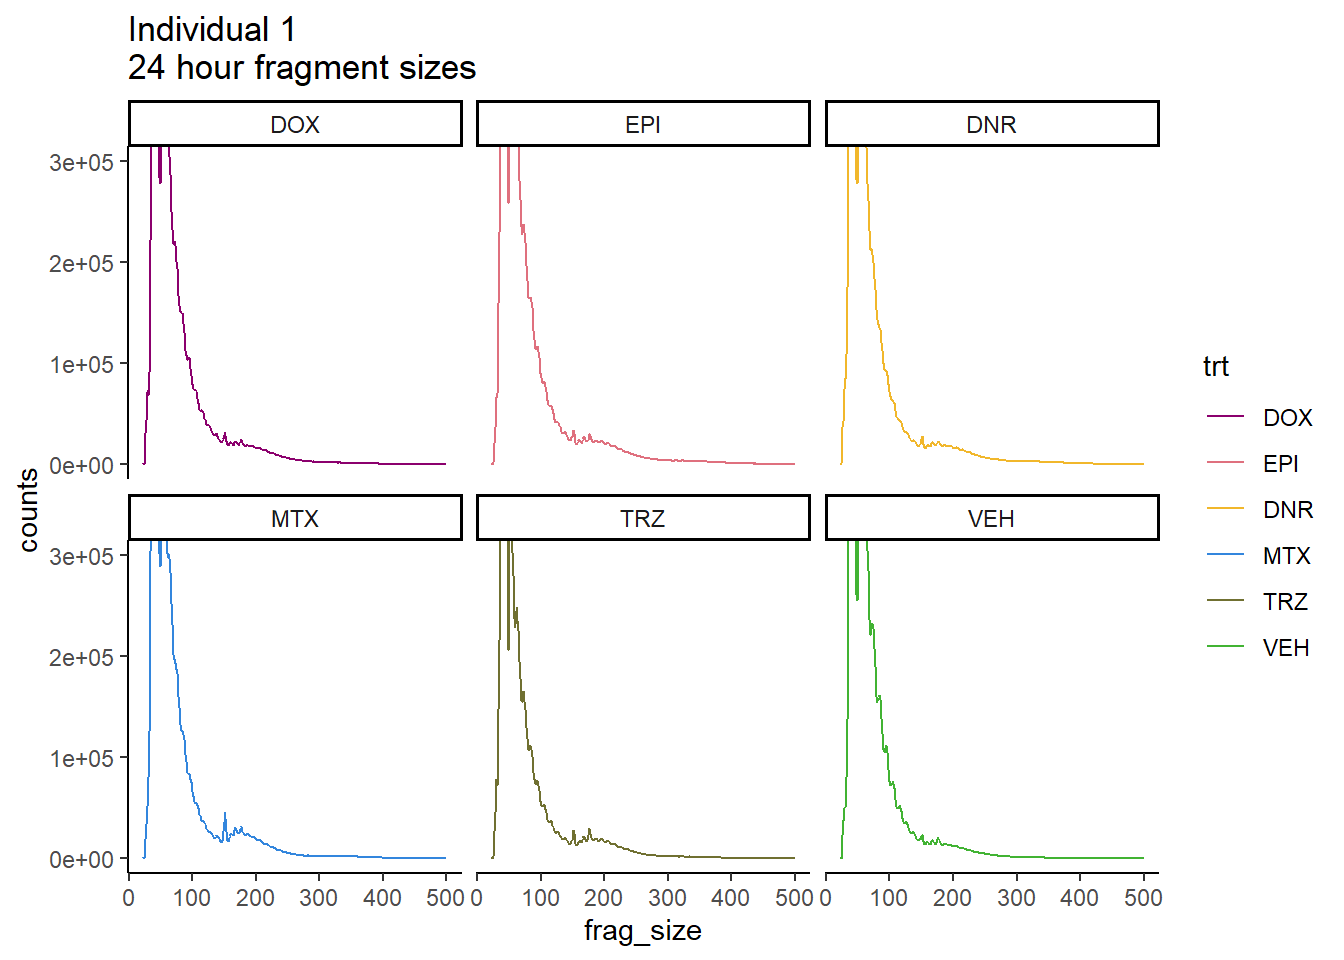 Individual 1
24 hour fragment sizes
DOX
EPI
DNR
3e+05
2e+05
1e+05
0e+00
MTX
TRZ
VEH
3e+05
2e+05
1e+05
0e+00
0 100 200 300 400 500
0 100 200 300 400 500
0 100 200 300 400 500
frag_size
counts
trt
DOX
EPI
DNR
MTX
TRZ
VEH